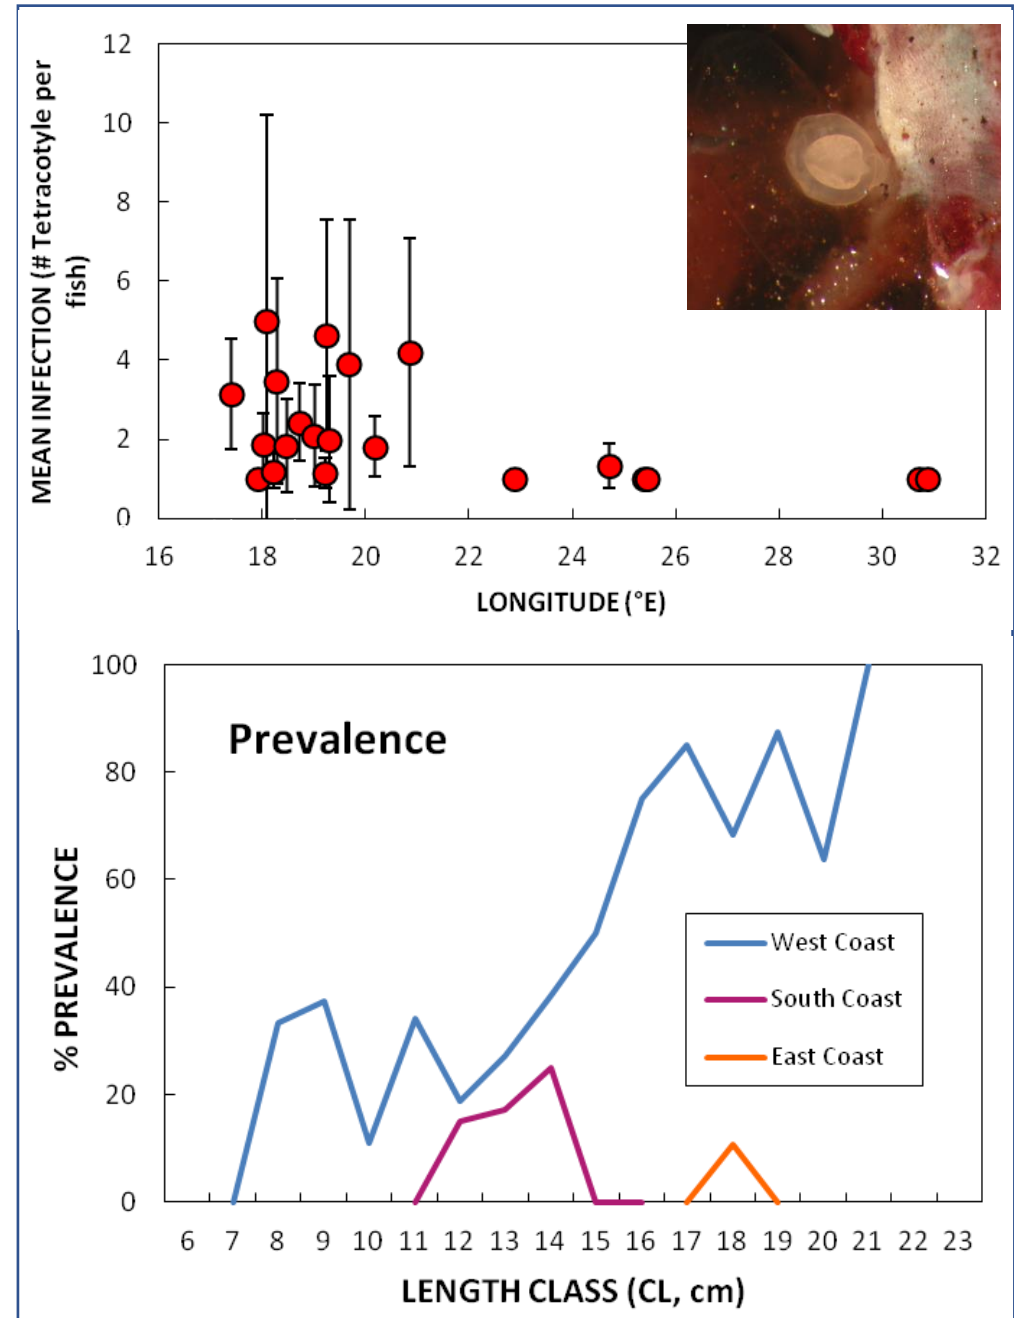 MEAN INFECTION (# Tetracotyle per
fish)
12
10
8
6
4
2
0
16 18 20 22 24 26 28 30 32
LONGITUDE (°E)
Prevalence
% PREVALENCE
100
80
60
40
20
0
West Coast
South Coast
East Coast
6 7 8 9 10 11 12 13 14 15 16 17 18 19 20 21 22 23
LENGTH CLASS (CL, cm)